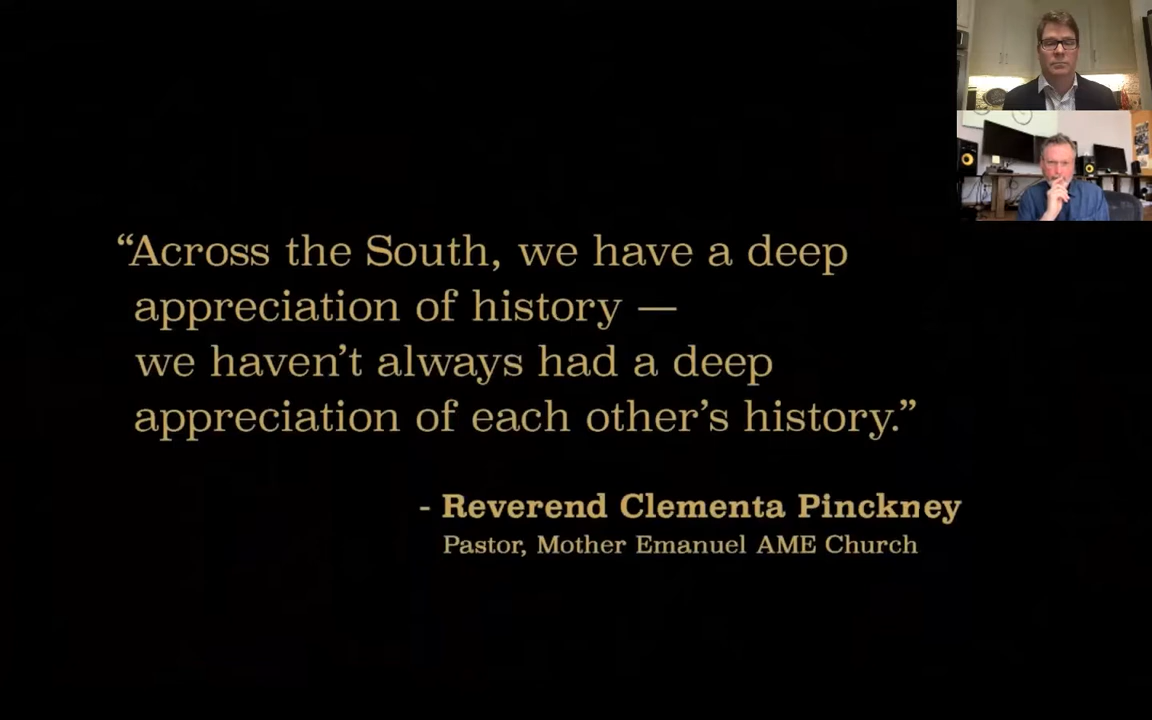 “Across the South, we have a deep
appreciation of history —
we haven’t always had a deep
appreciation of each other’s history.”
- Reverend Clementa Pinckney
Pastor, Mother Emanuel AME Church